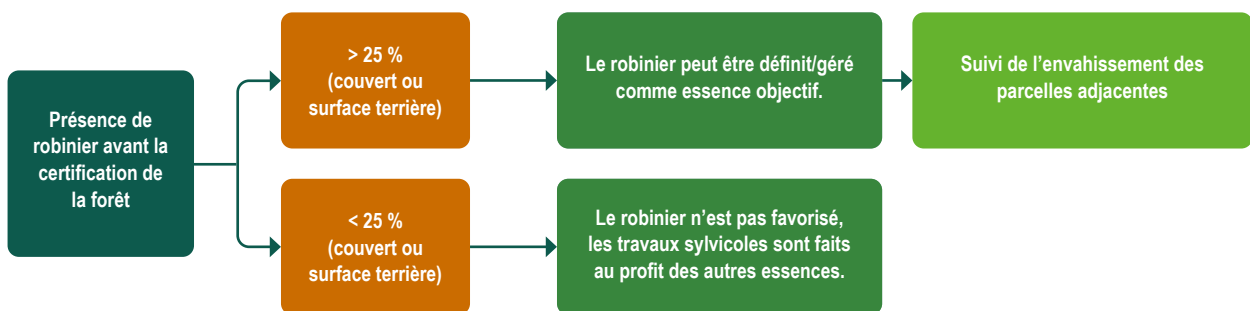 Présence de
robinier avant la
certification de
la forêt
> 25 %
(couvert ou
surface terrière)
Le robinier peut être définit/géré
comme essence objectif.
Suivi de l’envahissement des
parcelles adjacentes
< 25 %
(couvert ou
surface terrière)
Le robinier n’est pas favorisé,
les travaux sylvicoles sont faits
au profit des autres essences.